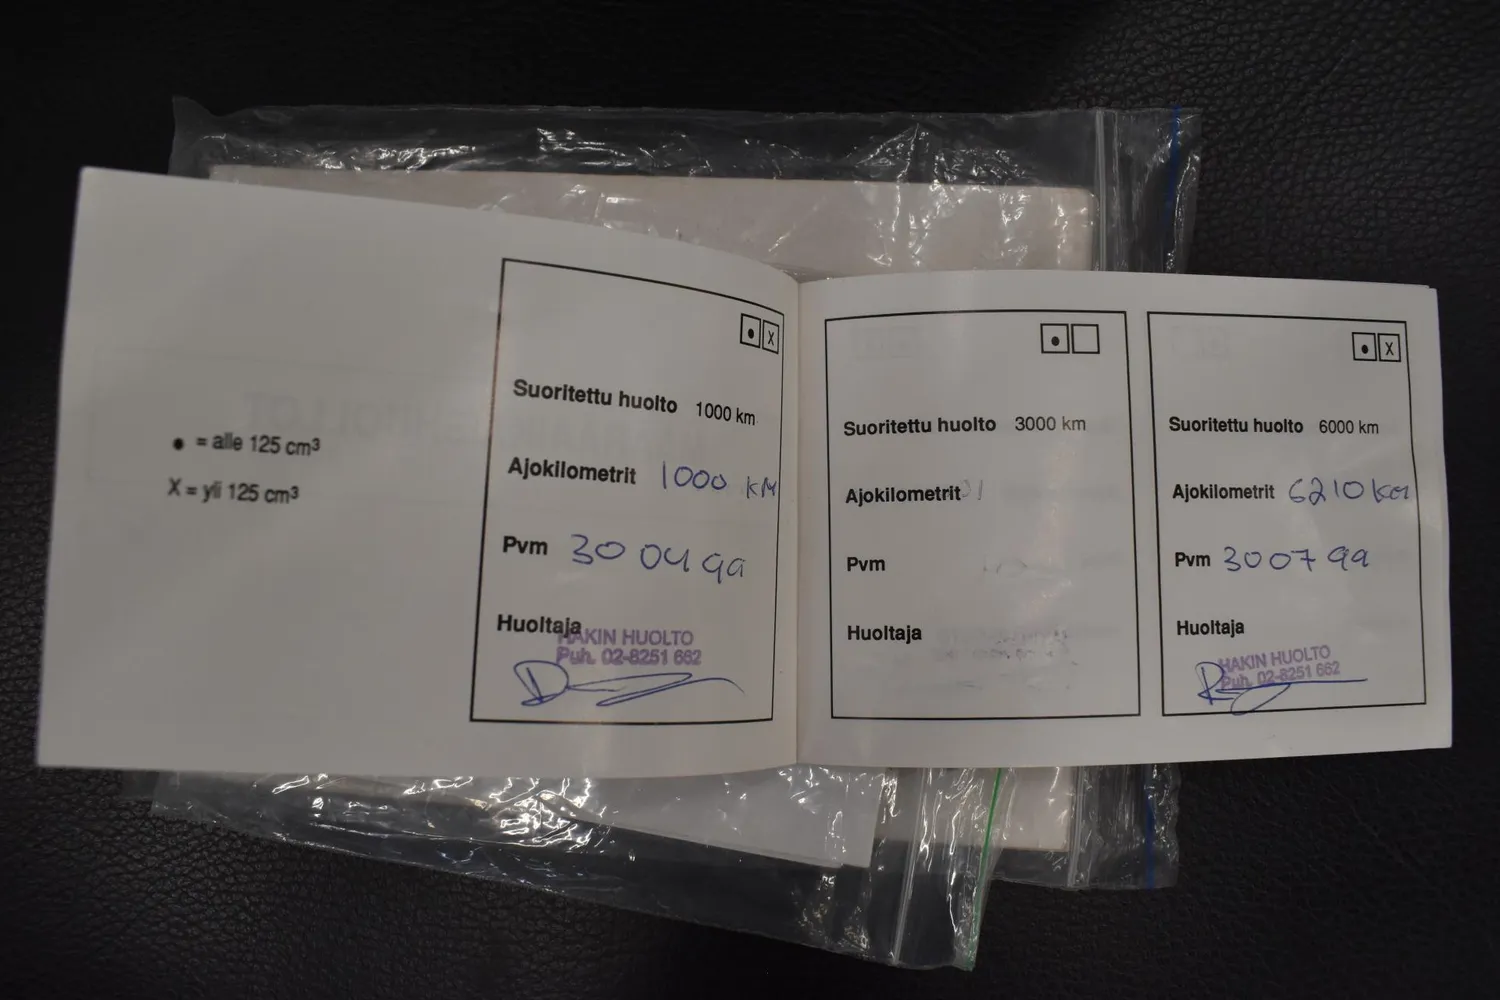 • = alle 125 cm³
X = yli 125 cm³
• X
Suoritettu huolto 1000 km
Ajokilometrit 1000 KM
Pvm 30 04 99
Huoltaja
HAKIN HUOLTO
Puh. 02-8251 662
•
Suoritettu huolto 3000 km
Ajokilometrit
Pvm
Huoltaja
• X
Suoritettu huolto 6000 km
Ajokilometrit 6210 km
Pvm 30 07 99
Huoltaja
HAKIN HUOLTO
Puh. 02-8251 662